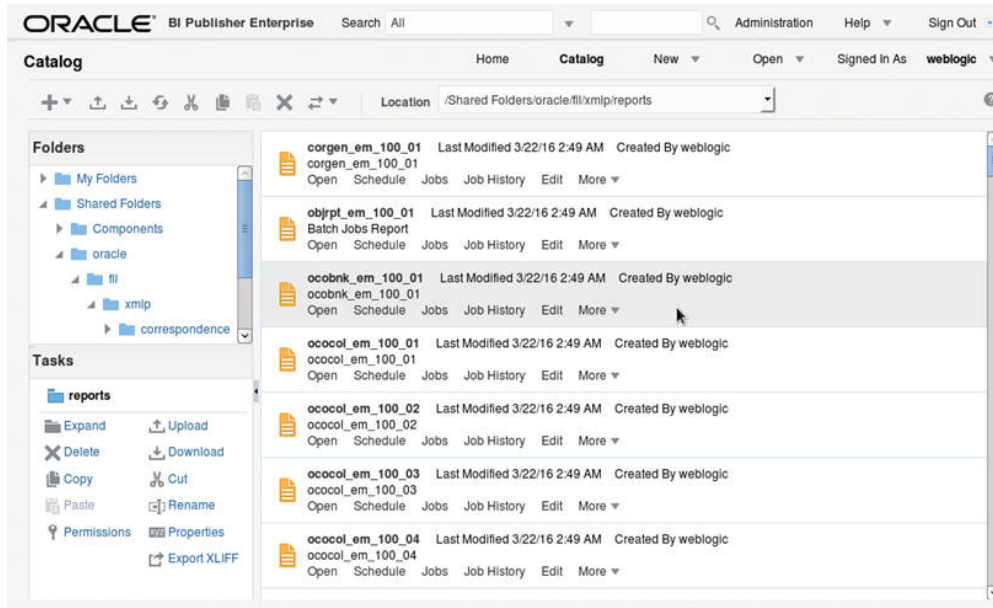 ORACLE BI Publisher Enterprise Search All Administration Help Sign Out
Catalog Home Catalog New Open Signed In As weblogic
Location /Shared Folders/oracle/fll/xmlp/reports
Folders
My Folders
Shared Folders
Components
oracle
fll
xmlp
correspondence
Tasks
reports
Expand Upload
Delete Download
Copy Cut
Paste Rename
Permissions Properties
Export XLIFF
corgen_em_100_01 Last Modified 3/22/16 2:49 AM Created By weblogic
corgen_em_100_01
Open Schedule Jobs Job History Edit More
objrpt_em_100_01 Last Modified 3/22/16 2:49 AM Created By weblogic
Batch Jobs Report
Open Schedule Jobs Job History Edit More
ocobnk_em_100_01 Last Modified 3/22/16 2:49 AM Created By weblogic
ocobnk_em_100_01
Open Schedule Jobs Job History Edit More
ococol_em_100_01 Last Modified 3/22/16 2:49 AM Created By weblogic
ococol_em_100_01
Open Schedule Jobs Job History Edit More
ococol_em_100_02 Last Modified 3/22/16 2:49 AM Created By weblogic
ococol_em_100_02
Open Schedule Jobs Job History Edit More
ococol_em_100_03 Last Modified 3/22/16 2:49 AM Created By weblogic
ococol_em_100_03
Open Schedule Jobs Job History Edit More
ococol_em_100_04 Last Modified 3/22/16 2:49 AM Created By weblogic
ococol_em_100_04
Open Schedule Jobs Job History Edit More